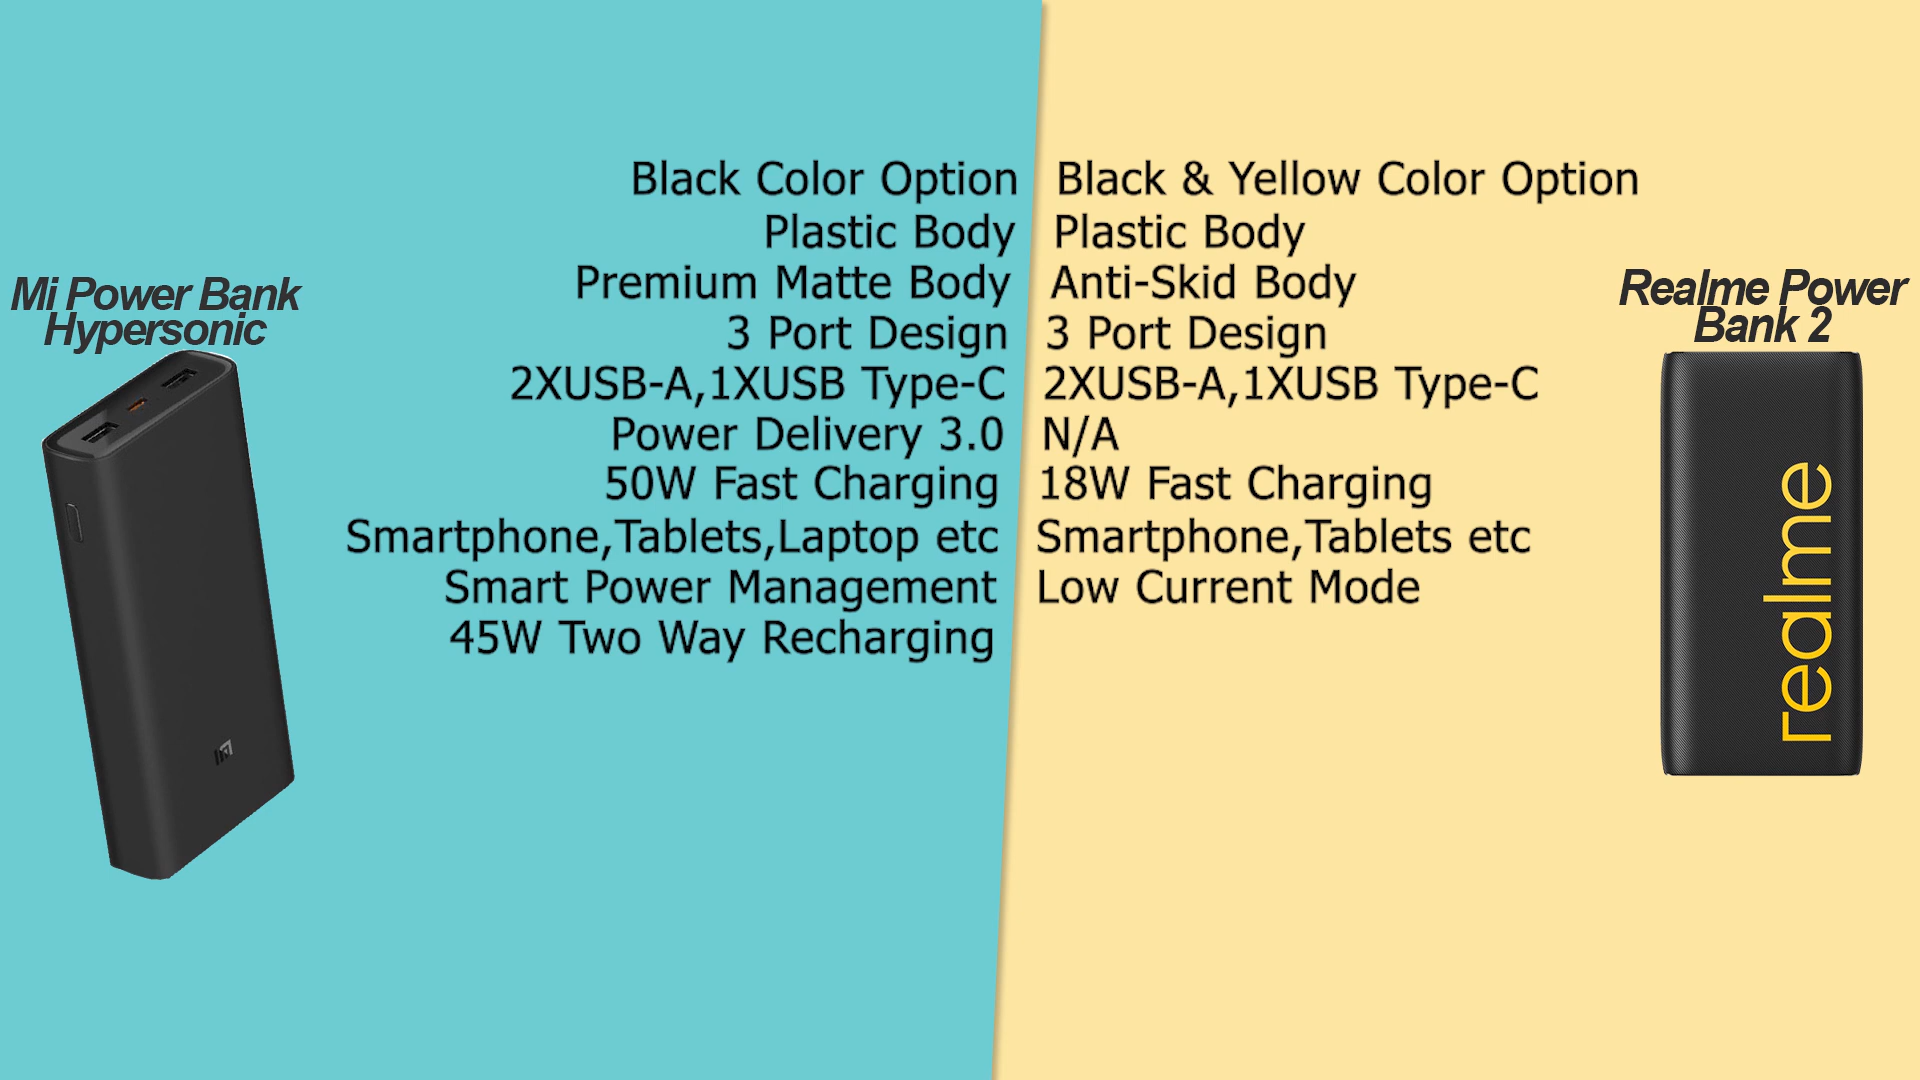 Mi Power Bank
Hypersonic
Black Color Option
Plastic Body
Premium Matte Body
3 Port Design
2XUSB-A,1XUSB Type-C
Power Delivery 3.0
50W Fast Charging
Smartphone,Tablets,Laptop etc
Smart Power Management
45W Two Way Recharging
Black & Yellow Color Option
Plastic Body
Anti-Skid Body
3 Port Design
2XUSB-A,1XUSB Type-C
N/A
18W Fast Charging
Smartphone,Tablets etc
Low Current Mode
Realme Power
Bank 2
realme